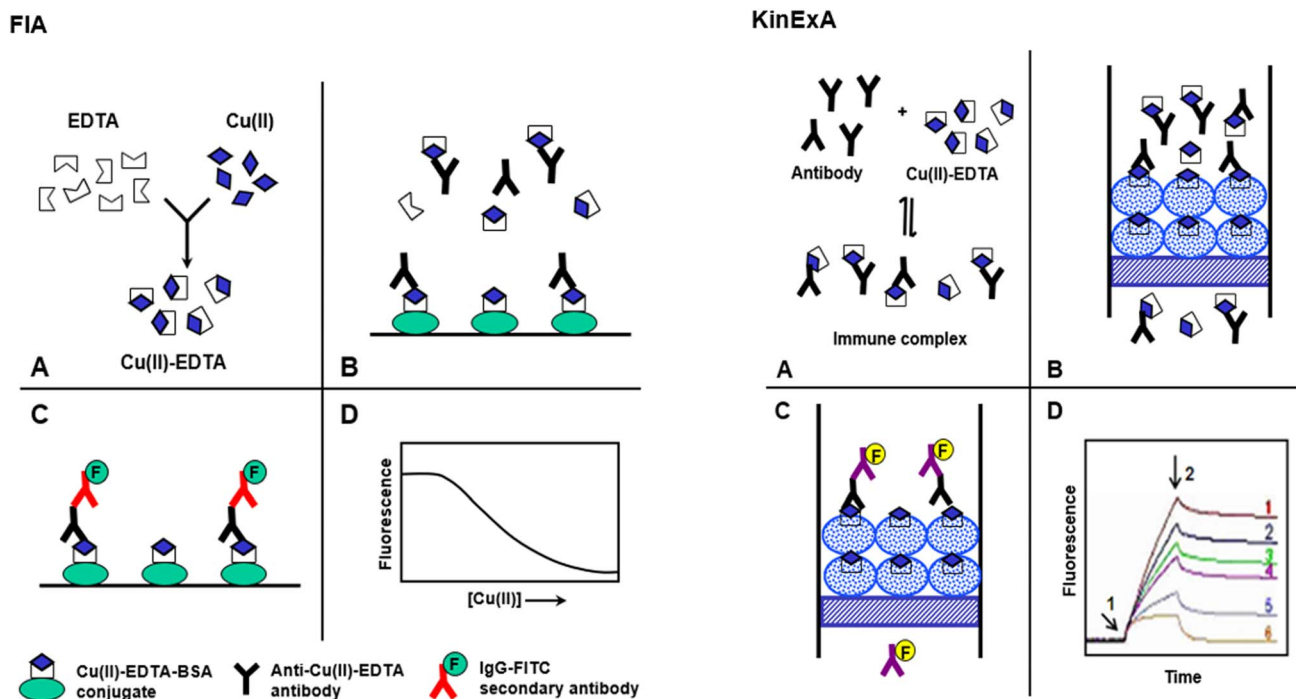 FIA
EDTA
Cu(II)
Cu(II)-EDTA
A
B
C
F
F
D
Fluorescence
[Cu(II)]
Cu(II)-EDTA-BSA
conjugate
Anti-Cu(II)-EDTA
antibody
F
IgG-FITC
secondary antibody
KinExA
+
Antibody
Cu(II)-EDTA
Immune complex
A
B
C
F
F
F
D
Fluorescence
2
1
1
2
3
4
5
6
Time